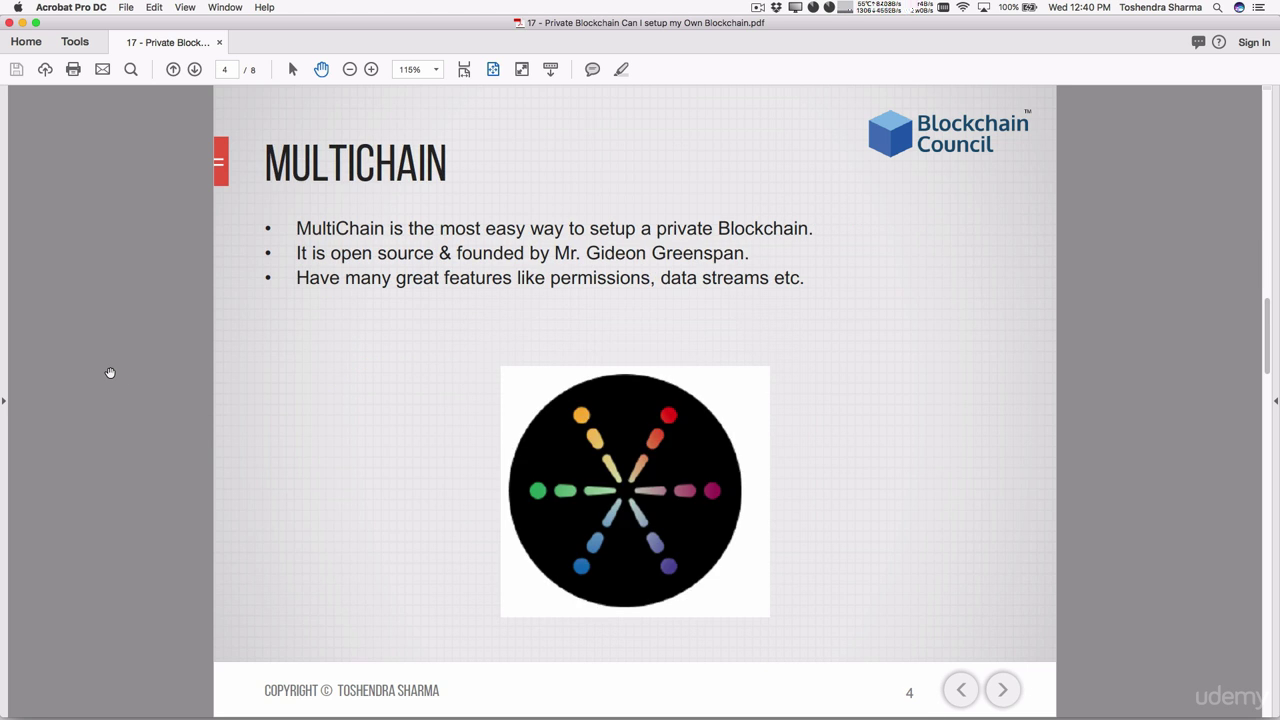 Acrobat Pro DC File Edit View Window Help 100% Wed 12:40 PM Toshendra Sharma
17 - Private Blockchain Can I setup my Own Blockchain.pdf
Home Tools 17 - Private Block... × Sign In
4 / 8 115%
Blockchain
Council
TM
MULTICHAIN
• MultiChain is the most easy way to setup a private Blockchain.
• It is open source & founded by Mr. Gideon Greenspan.
• Have many great features like permissions, data streams etc.
COPYRIGHT © TOSHENDRA SHARMA 4
udemy